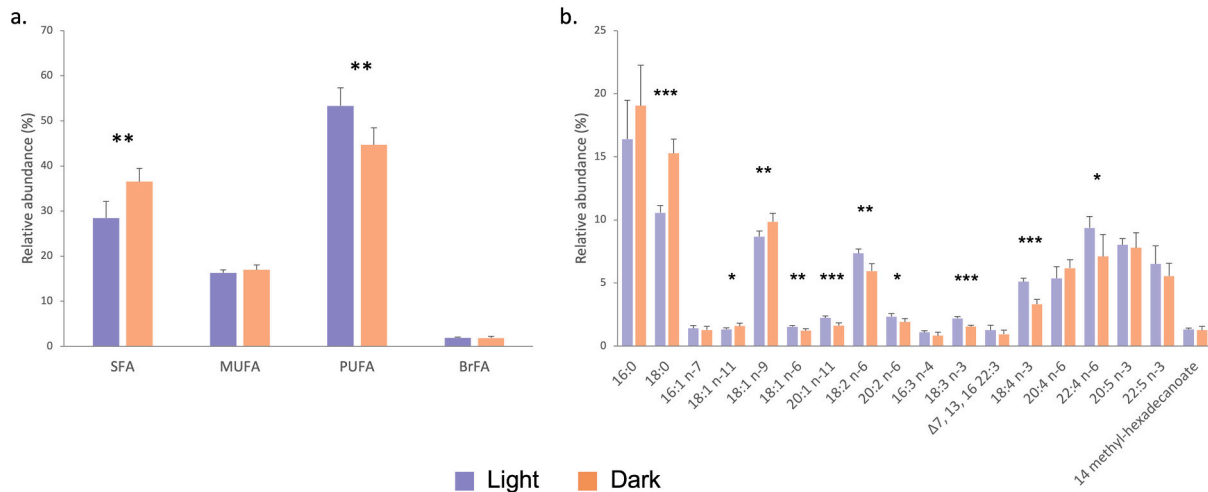 a.
70
60
50
40
30
20
10
0
Relative abundance (%)
**
**
SFA
MUFA
PUFA
BrFA
b.
25
20
15
10
5
0
Relative abundance (%)
***
*
**
**
***
**
*
***
***
*
16:0
18:0
16:1 n-7
18:1 n-11
18:1 n-9
18:1 n-6
20:1 n-11
18:2 n-6
20:2 n-6
16:3 n-4
18:3 n-3
Δ7, 13, 16 22:3
18:4 n-3
20:4 n-6
22:4 n-6
20:5 n-3
22:5 n-3
14 methyl-hexadecanoate
Light
Dark